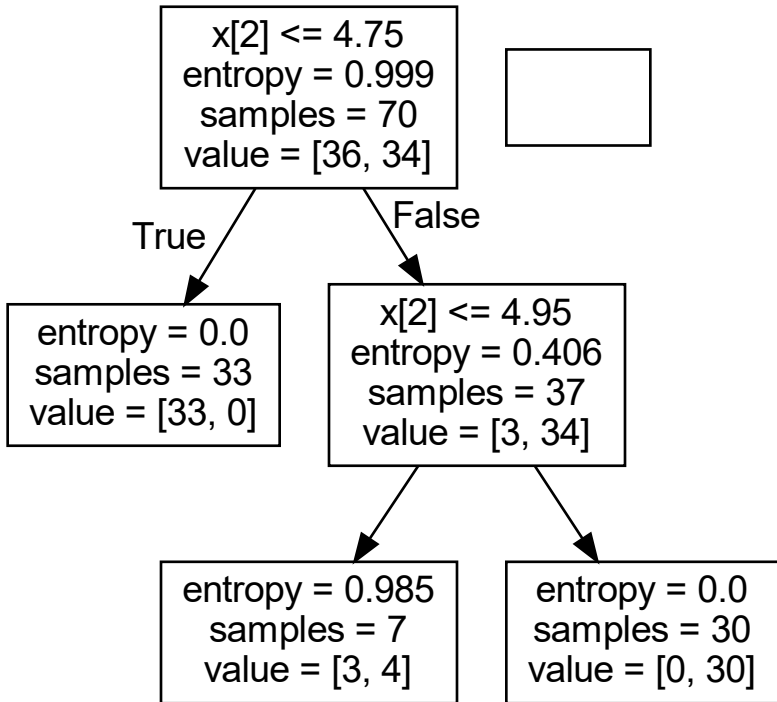 x[2] <= 4.75
entropy = 0.999
samples = 70
value = [36, 34]
True
False
entropy = 0.0
samples = 33
value = [33, 0]
x[2] <= 4.95
entropy = 0.406
samples = 37
value = [3, 34]
entropy = 0.985
samples = 7
value = [3, 4]
entropy = 0.0
samples = 30
value = [0, 30]